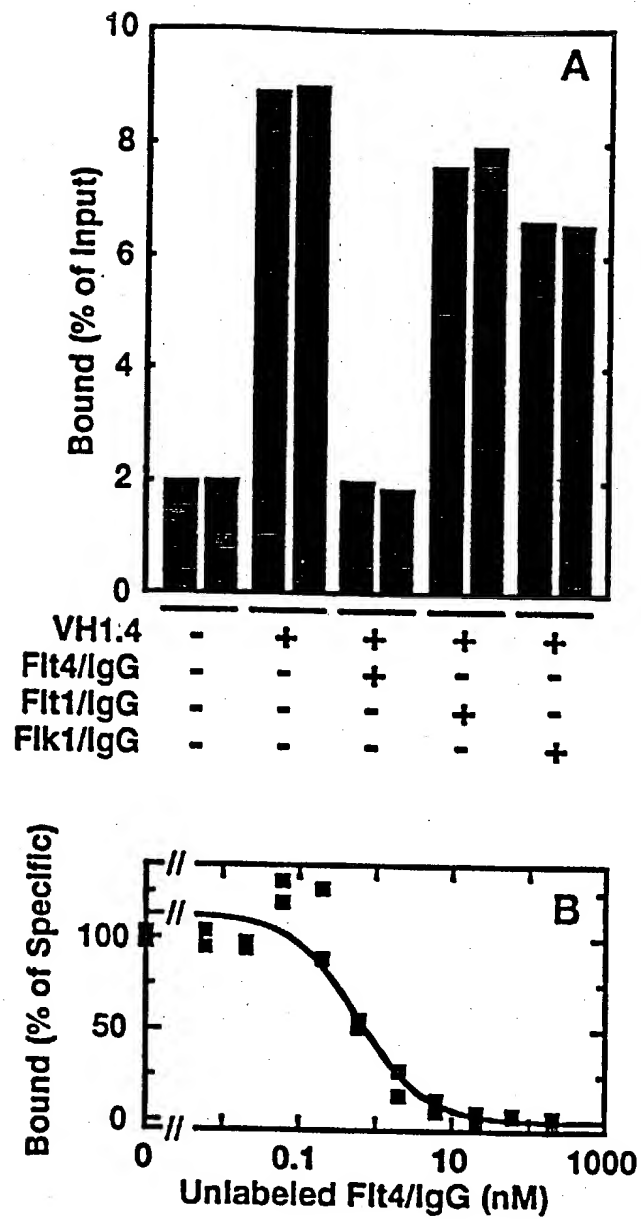 A
Bound (% of Input)
10
8
6
4
2
0
VH1.4 - + + + +
Flt4/IgG - - + - -
Flt1/IgG - - - + -
Flk1/IgG - - - - +
B
Bound (% of Specific)
100
50
0
0 0.1 10 1000
Unlabeled Flt4/IgG (nM)